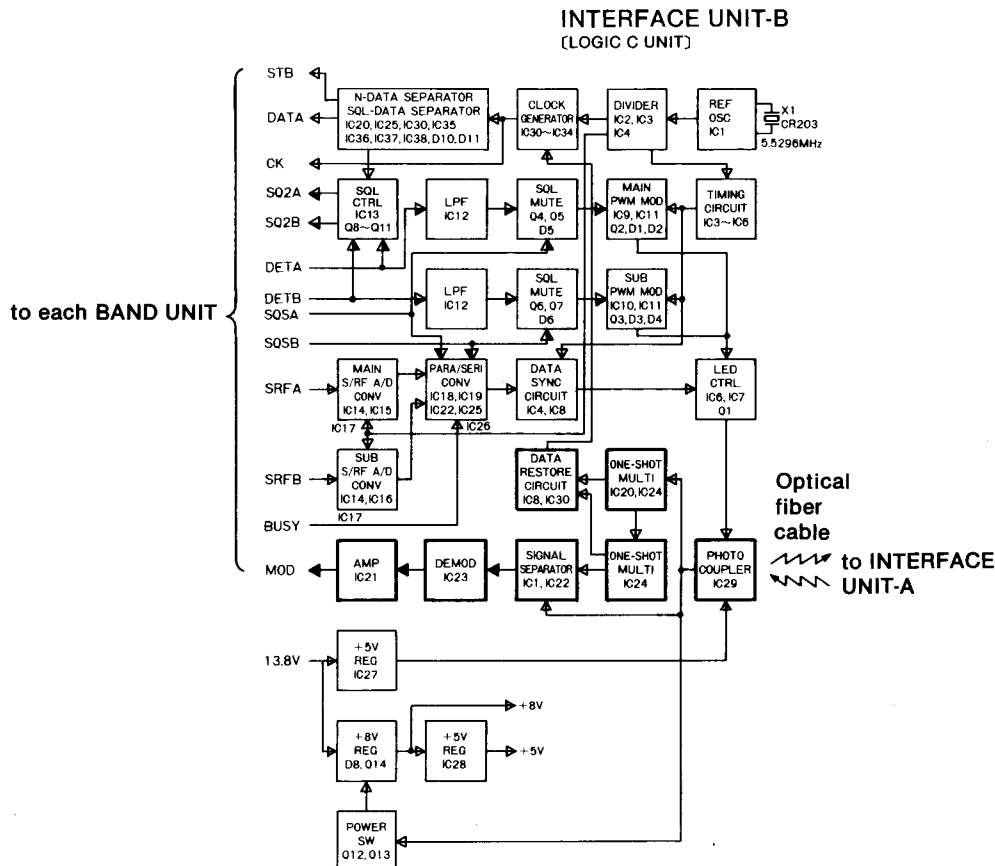 INTERFACE UNIT-B
[LOGIC C UNIT]
STB
DATA
CK
SQ2A
SQ2B
DETA
DETB
SQSA
SQSB
SRFA
SRFB
BUSY
MOD
to each BAND UNIT
N-DATA SEPARATOR
SQL-DATA SEPARATOR
IC20, IC25, IC30, IC35
IC36, IC37, IC38, D10, D11
CLOCK
GENERATOR
IC30~IC34
DIVIDER
IC2, IC3
IC4
REF
OSC
IC1
X1
CR203
5.5296MHz
SQL
CTRL
IC13
Q8~Q11
LPF
IC12
SQL
MUTE
Q4, Q5
D5
MAIN
PWM MOD
IC9, IC11
Q2, D1, D2
TIMING
CIRCUIT
IC3~IC6
LPF
IC12
SQL
MUTE
Q6, Q7
D6
SUB
PWM MOD
IC10, IC11
Q3, D3, D4
MAIN
S/RF A/D
CONV
IC14, IC15
IC17
PARA/SERI
CONV
IC18, IC19
IC22, IC25
IC26
DATA
SYNC
CIRCUIT
IC4, IC8
LED
CTRL
IC6, IC7
Q1
SUB
S/RF A/D
CONV
IC14, IC16
IC17
DATA
RESTORE
CIRCUIT
IC8, IC30
ONE-SHOT
MULTI
IC20, IC24
Optical
fiber
cable
to INTERFACE
UNIT-A
AMP
IC21
DEMOD
IC23
SIGNAL
SEPARATOR
IC1, IC22
ONE-SHOT
MULTI
IC24
PHOTO
COUPLER
IC29
13.8V
+5V
REG
IC27
+8V
REG
D8, Q14
+5V
REG
IC28
+8V
+5V
POWER
SW
Q12, Q13